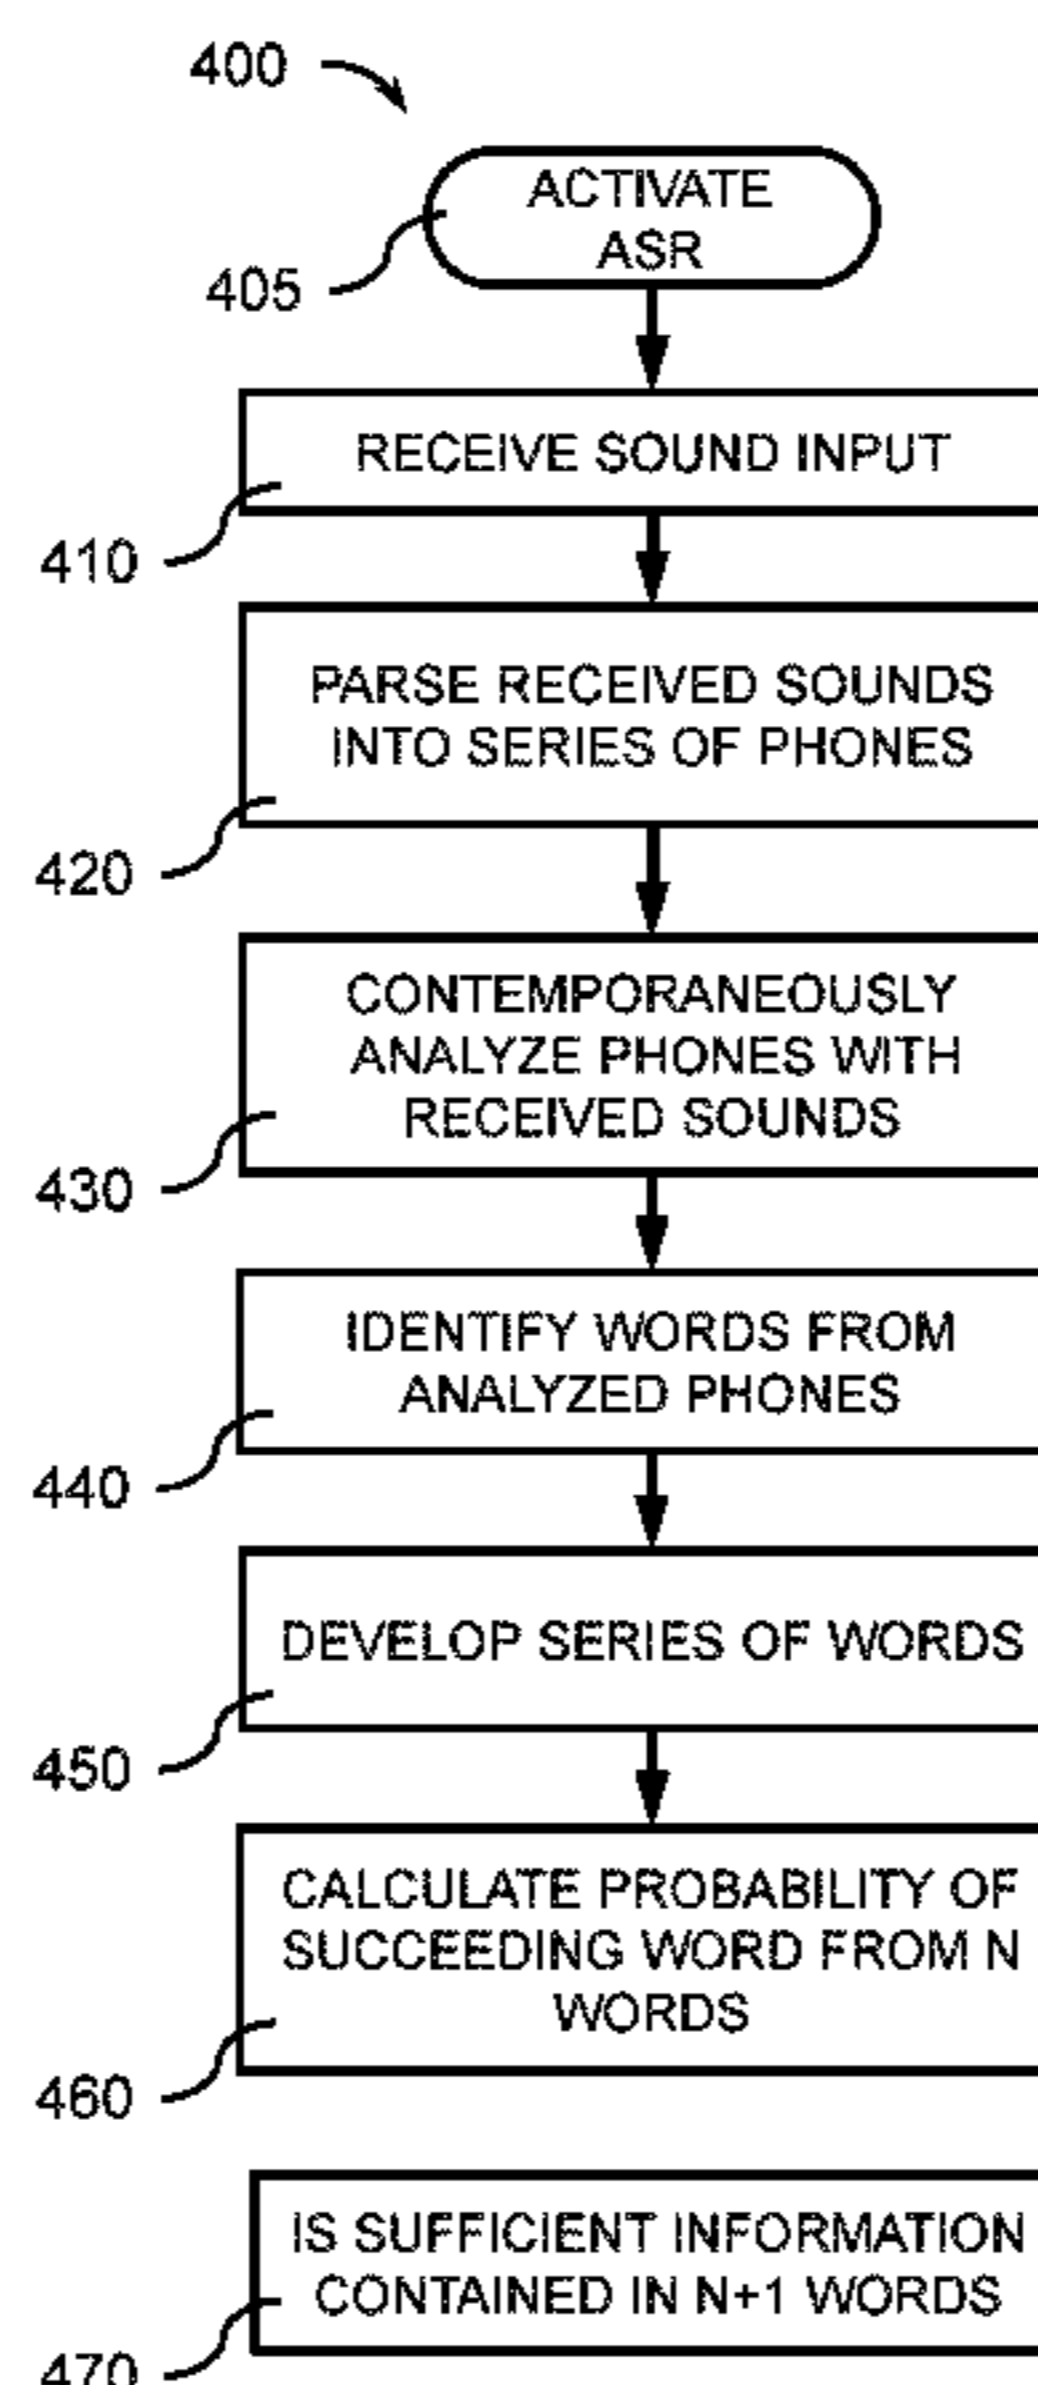 400
ACTIVATE
ASR
405
RECEIVE SOUND INPUT
410
PARSE RECEIVED SOUNDS
INTO SERIES OF PHONES
420
CONTEMPORANEOUSLY
ANALYZE PHONES WITH
RECEIVED SOUNDS
430
IDENTIFY WORDS FROM
ANALYZED PHONES
440
DEVELOP SERIES OF WORDS
450
CALCULATE PROBABILITY OF
SUCCEEDING WORD FROM N
WORDS
460
IS SUFFICIENT INFORMATION
CONTAINED IN N+1 WORDS
470